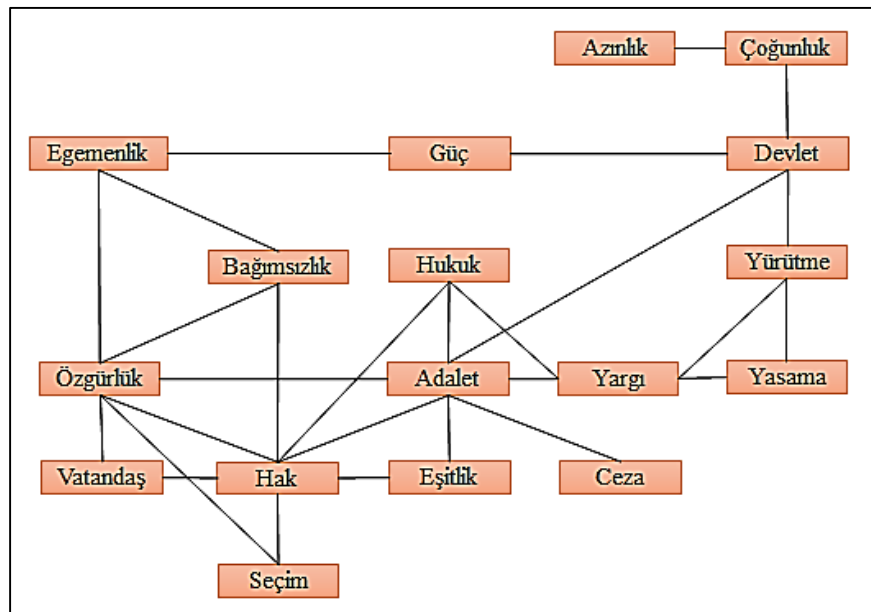 Azınlık
Çoğunluk
Egemenlik
Güç
Devlet
Bağımsızlık
Hukuk
Yürütme
Özgürlük
Adalet
Yargı
Yasama
Vatandaş
Hak
Eşitlik
Ceza
Seçim